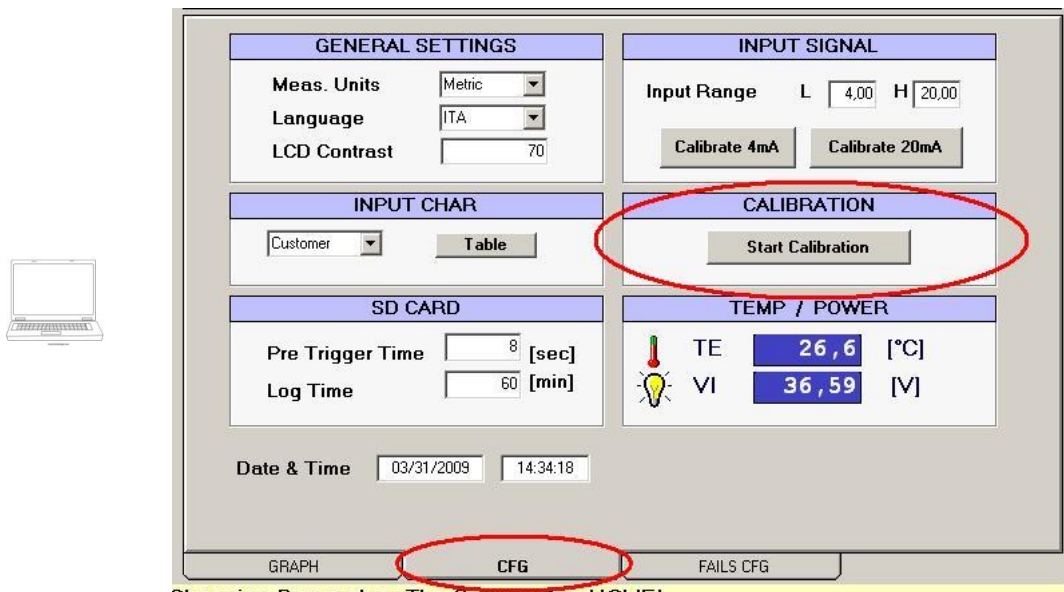 GENERAL SETTINGS
Meas. Units Metric
Language ITA
LCD Contrast 70
INPUT SIGNAL
Input Range L 4,00 H 20,00
Calibrate 4mA Calibrate 20mA
INPUT CHAR
Customer Table
CALIBRATION
Start Calibration
SD CARD
Pre Trigger Time 8 [sec]
Log Time 60 [min]
TEMP / POWER
TE 26,6 [°C]
VI 36,59 [V]
Date & Time 03/31/2009 14:34:18
GRAPH CFG FAILS CFG